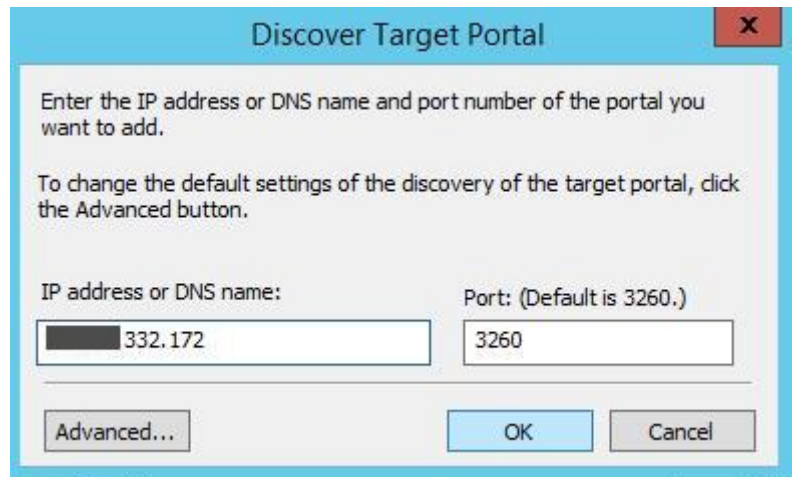 Discover Target Portal
x
Enter the IP address or DNS name and port number of the portal you
want to add.
To change the default settings of the discovery of the target portal, click
the Advanced button.
IP address or DNS name:
Port: (Default is 3260.)
332.172
3260
Advanced...
OK
Cancel